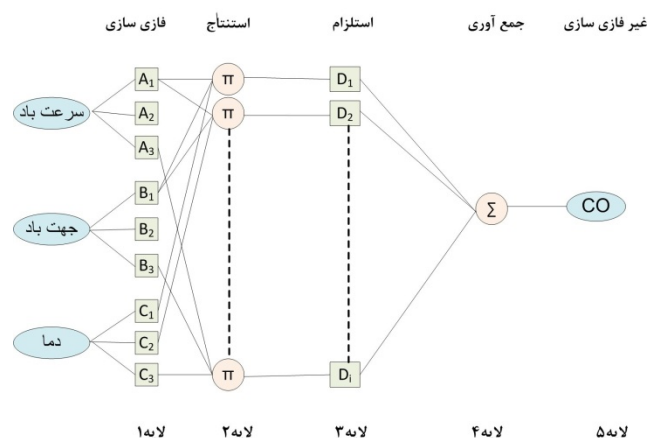 فازی سازی استنتاج استلزام جمع آوری غیر فازی سازی
A1 π D1
سرعت باد A2 π D2
A3
B1
∑ CO
جهت باد B2
B3
C1
دما C2
C3 π Di
لایه۱ لایه۲ لایه۳ لایه۴ لایه۵